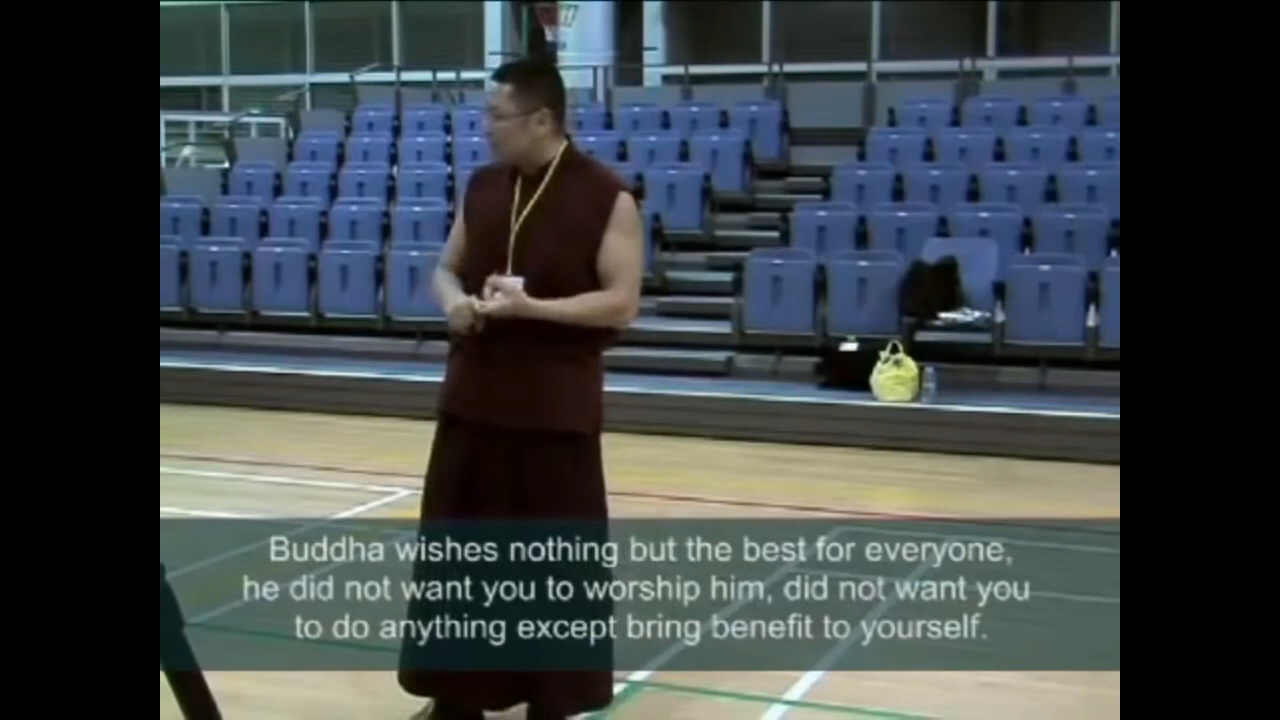 Buddha wishes nothing but the best for everyone,
he did not want you to worship him, did not want you
to do anything except bring benefit to yourself.